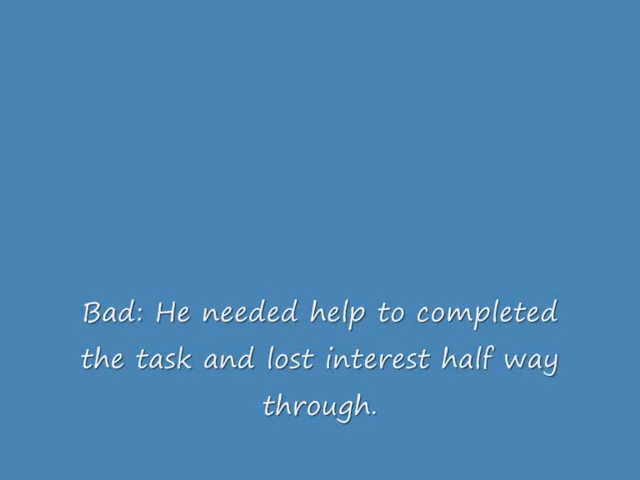 Bad: He needed help to completed
the task and lost interest half way
through.